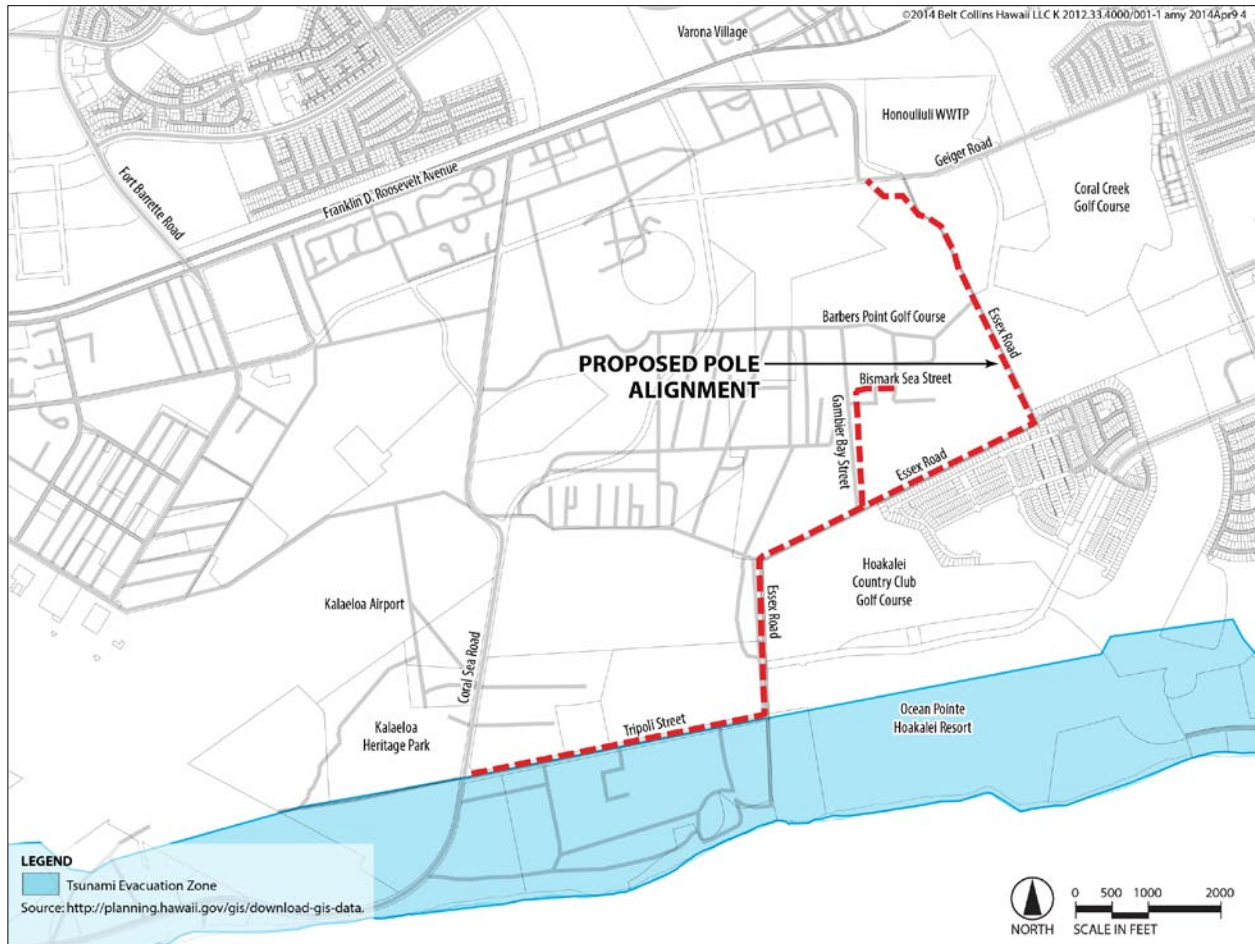 ©2014 Belt Collins Hawaii LLC K 2012.33.4000/001-1 amy 2014Apr9 4
Varona Village
Honouliuli WWTP
Geiger Road
Fort Barrette Road
Franklin D. Roosevelt Avenue
Coral Creek
Golf Course
Barbers Point Golf Course
Essex Road
PROPOSED POLE
ALIGNMENT
Bismark Sea Street
Gambier Bay Street
Essex Road
Hoakalei
Country Club
Golf Course
Essex Road
Kalaeloa Airport
Coral Sea Road
Kalaeloa
Heritage Park
Tripoli Street
Ocean Pointe
Hoakalei Resort
LEGEND
Tsunami Evacuation Zone
Source: http://planning.hawaii.gov/gis/download-gis-data.
NORTH
0 500 1000 2000
SCALE IN FEET